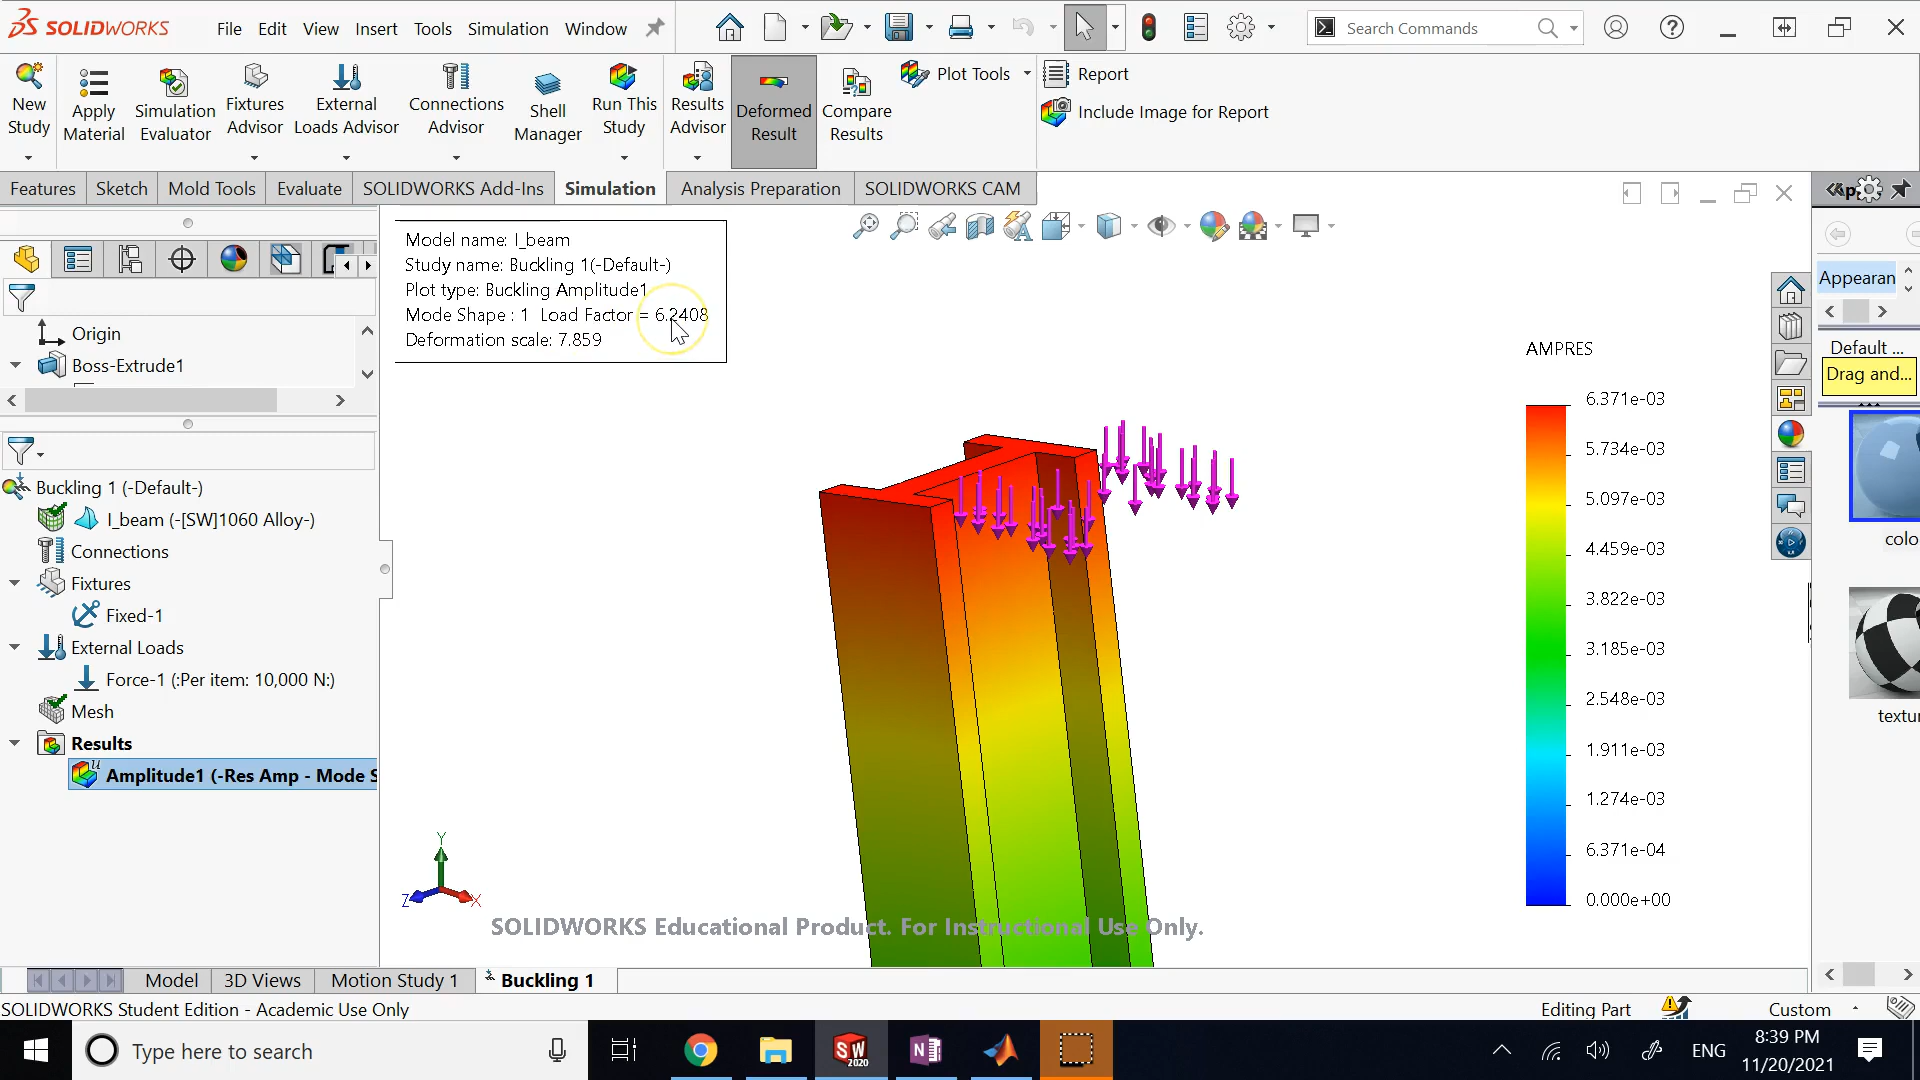 SOLIDWORKS
File Edit View Insert Tools Simulation Window
Search Commands
New Study
Apply Material
Simulation Evaluator
Fixtures Advisor
External Loads Advisor
Connections Advisor
Shell Manager
Run This Study
Results Advisor
Deformed Result
Compare Results
Plot Tools
Report
Include Image for Report
Features Sketch Mold Tools Evaluate SOLIDWORKS Add-Ins Simulation Analysis Preparation SOLIDWORKS CAM
Origin
Boss-Extrude1
Buckling 1 (-Default-)
I_beam (-[SW]1060 Alloy-)
Connections
Fixtures
Fixed-1
External Loads
Force-1 (:Per item: 10,000 N:)
Mesh
Results
Amplitude1 (-Res Amp - Mode S
Model name: I_beam
Study name: Buckling 1(-Default-)
Plot type: Buckling Amplitude1
Mode Shape : 1 Load Factor = 6.2408
Deformation scale: 7.859
AMPRES
6.371e-03
5.734e-03
5.097e-03
4.459e-03
3.822e-03
3.185e-03
2.548e-03
1.911e-03
1.274e-03
6.371e-04
0.000e+00
Y
Z
X
SOLIDWORKS Educational Product. For Instructional Use Only.
Appearan
Default ...
Drag and...
colo
textu
Model 3D Views Motion Study 1 Buckling 1
SOLIDWORKS Student Edition - Academic Use Only
Editing Part
Custom
Type here to search
SW
2020
N
ENG
8:39 PM
11/20/2021